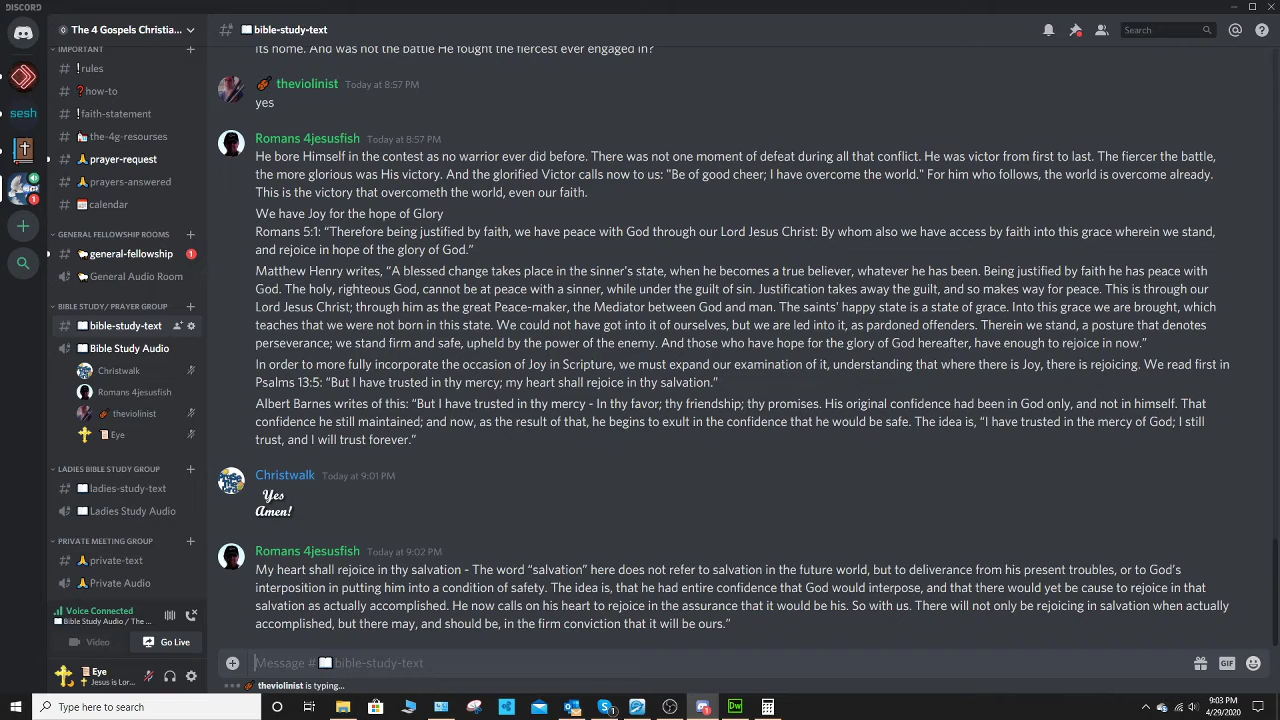 DISCORD
The 4 Gospels Christia...
# bible-study-text
Search
IMPORTANT
# !rules
# ?how-to
# !faith-statement
# the-4g-resourses
# prayer-request
# prayers-answered
# calendar
GENERAL FELLOWSHIP ROOMS
# general-fellowship 1
General Audio Room
BIBLE STUDY/ PRAYER GROUP
# bible-study-text
Bible Study Audio
Christwalk
Romans 4jesusfish
theviolinist
Eye
LADIES BIBLE STUDY GROUP
# ladies-study-text
Ladies Study Audio
PRIVATE MEETING GROUP
# private-text
Private Audio
Voice Connected
Bible Study Audio / The ...
Video Go Live
Eye
Jesus is Lor...
sesh
1
its home. And was not the battle He fought the fiercest ever engaged in?
theviolinist Today at 8:57 PM
yes
Romans 4jesusfish Today at 8:57 PM
He bore Himself in the contest as no warrior ever did before. There was not one moment of defeat during all that conflict. He was victor from first to last. The fiercer the battle,
the more glorious was His victory. And the glorified Victor calls now to us: "Be of good cheer; I have overcome the world." For him who follows, the world is overcome already.
This is the victory that overcometh the world, even our faith.
We have Joy for the hope of Glory
Romans 5:1: “Therefore being justified by faith, we have peace with God through our Lord Jesus Christ: By whom also we have access by faith into this grace wherein we stand,
and rejoice in hope of the glory of God.”
Matthew Henry writes, “A blessed change takes place in the sinner's state, when he becomes a true believer, whatever he has been. Being justified by faith he has peace with
God. The holy, righteous God, cannot be at peace with a sinner, while under the guilt of sin. Justification takes away the guilt, and so makes way for peace. This is through our
Lord Jesus Christ; through him as the great Peace-maker, the Mediator between God and man. The saints' happy state is a state of grace. Into this grace we are brought, which
teaches that we were not born in this state. We could not have got into it of ourselves, but we are led into it, as pardoned offenders. Therein we stand, a posture that denotes
perseverance; we stand firm and safe, upheld by the power of the enemy. And those who have hope for the glory of God hereafter, have enough to rejoice in now.”
In order to more fully incorporate the occasion of Joy in Scripture, we must expand our examination of it, understanding that where there is Joy, there is rejoicing. We read first in
Psalms 13:5: “But I have trusted in thy mercy; my heart shall rejoice in thy salvation.”
Albert Barnes writes of this: “But I have trusted in thy mercy - In thy favor; thy friendship; thy promises. His original confidence had been in God only, and not in himself. That
confidence he still maintained; and now, as the result of that, he begins to exult in the confidence that he would be safe. The idea is, “I have trusted in the mercy of God; I still
trust, and I will trust forever.”
Christwalk Today at 9:01 PM
Yes
Amen!
Romans 4jesusfish Today at 9:02 PM
My heart shall rejoice in thy salvation - The word “salvation” here does not refer to salvation in the future world, but to deliverance from his present troubles, or to God’s
interposition in putting him into a condition of safety. The idea is, that he had entire confidence that God would interpose, and that there would yet be cause to rejoice in that
salvation as actually accomplished. He now calls on his heart to rejoice in the assurance that it would be his. So with us. There will not only be rejoicing in salvation when actually
accomplished, but there may, and should be, in the firm conviction that it will be ours.”
Message # bible-study-text
GIF
theviolinist is typing...
Type here to search
Dw
9:03 PM
4/29/2020